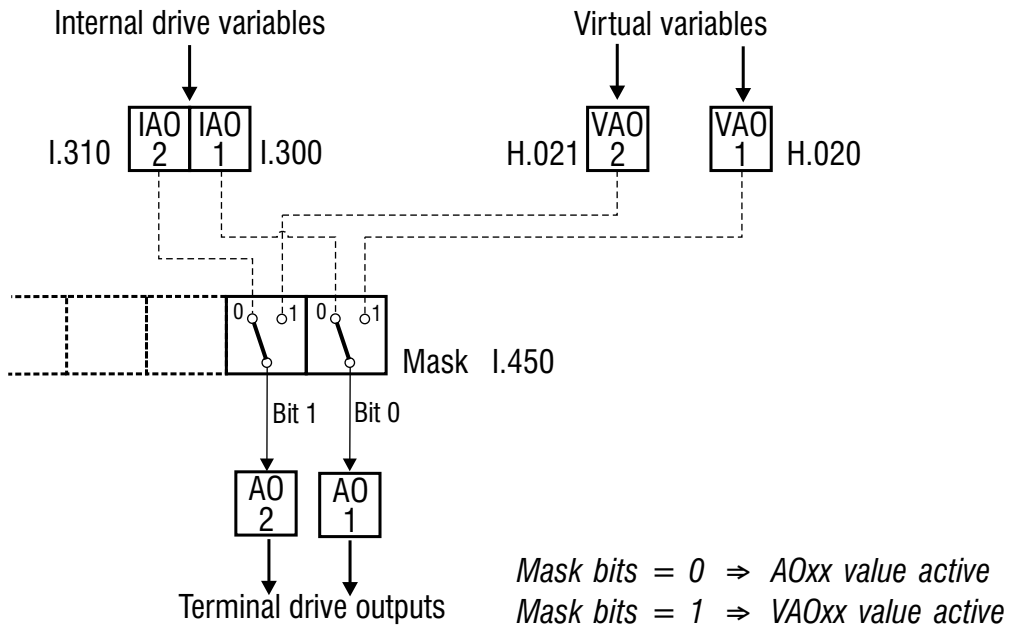 Internal drive variables
Virtual variables
I.310
IAO
2
IAO
1
I.300
H.021
VAO
2
VAO
1
H.020
0
1
0
1
Mask I.450
Bit 1
Bit 0
AO
2
AO
1
Terminal drive outputs
Mask bits = 0 ⇒ AOxx value active
Mask bits = 1 ⇒ VAOxx value active